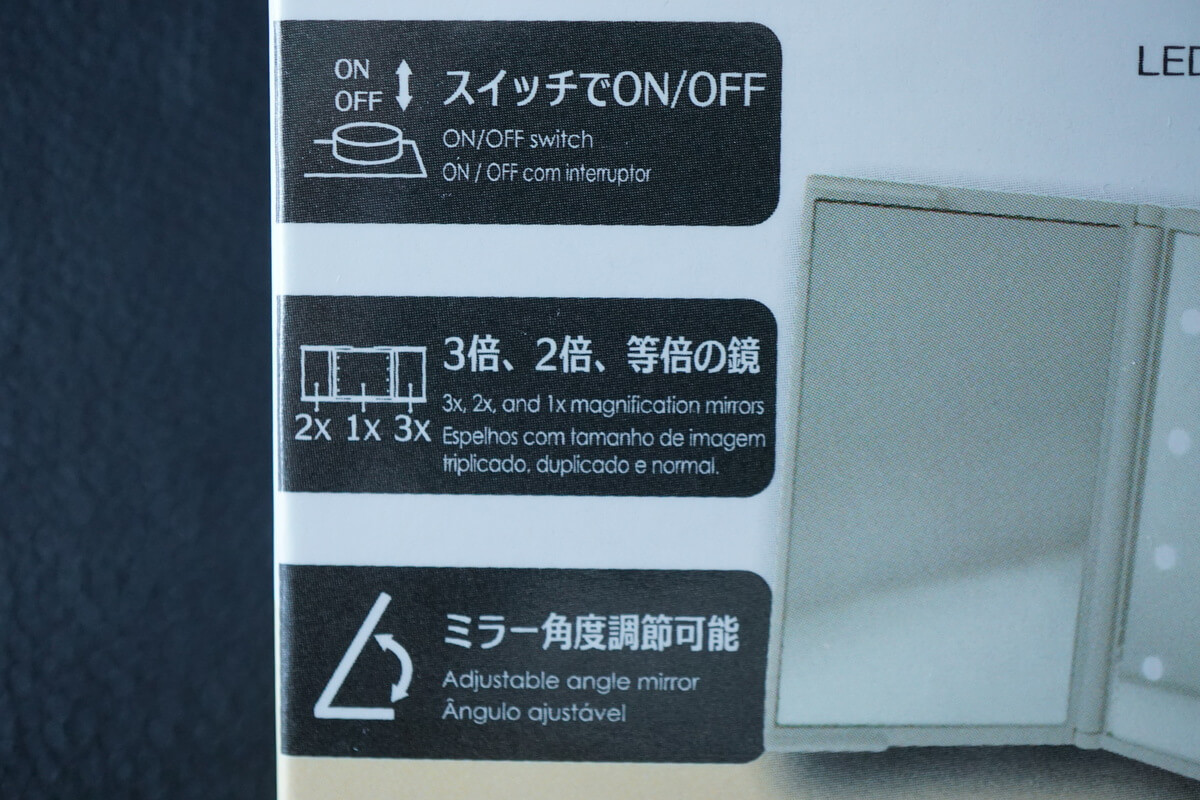 ON
OFF
スイッチでON/OFF
ON/OFF switch
ON / OFF com interruptor
LED
3倍、2倍、等倍の鏡
3x, 2x, and 1x magnification mirrors
Espelhos com tamanho de imagem
triplicado, duplicado e normal.
2x 1x 3x
ミラー角度調節可能
Adjustable angle mirror
Ângulo ajustável